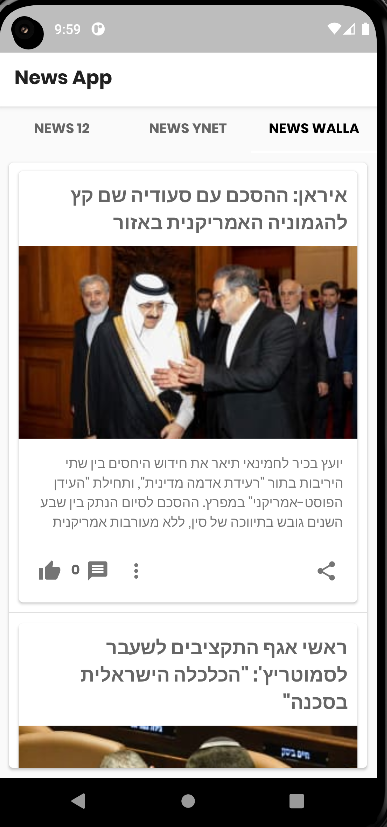 9:59
News App
NEWS 12 NEWS YNET NEWS WALLA
איראן: ההסכם עם סעודיה שם קץ
להגמוניה האמריקנית באזור
יועץ בכיר לחמינאי תיאר את חידוש היחסים בין שתי
היריבות בתור "רעידת אדמה מדינית", ותחילת "העידן
הפוסט-אמריקני" במפרץ. ההסכם לסיום הנתק בין שבע
השנים גובש בתיווכה של סין, ללא מעורבות אמריקנית
0
ראשי אגף התקציבים לשעבר
לסמוטריץ': "הכלכלה הישראלית
בסכנה"
חיים ביטון